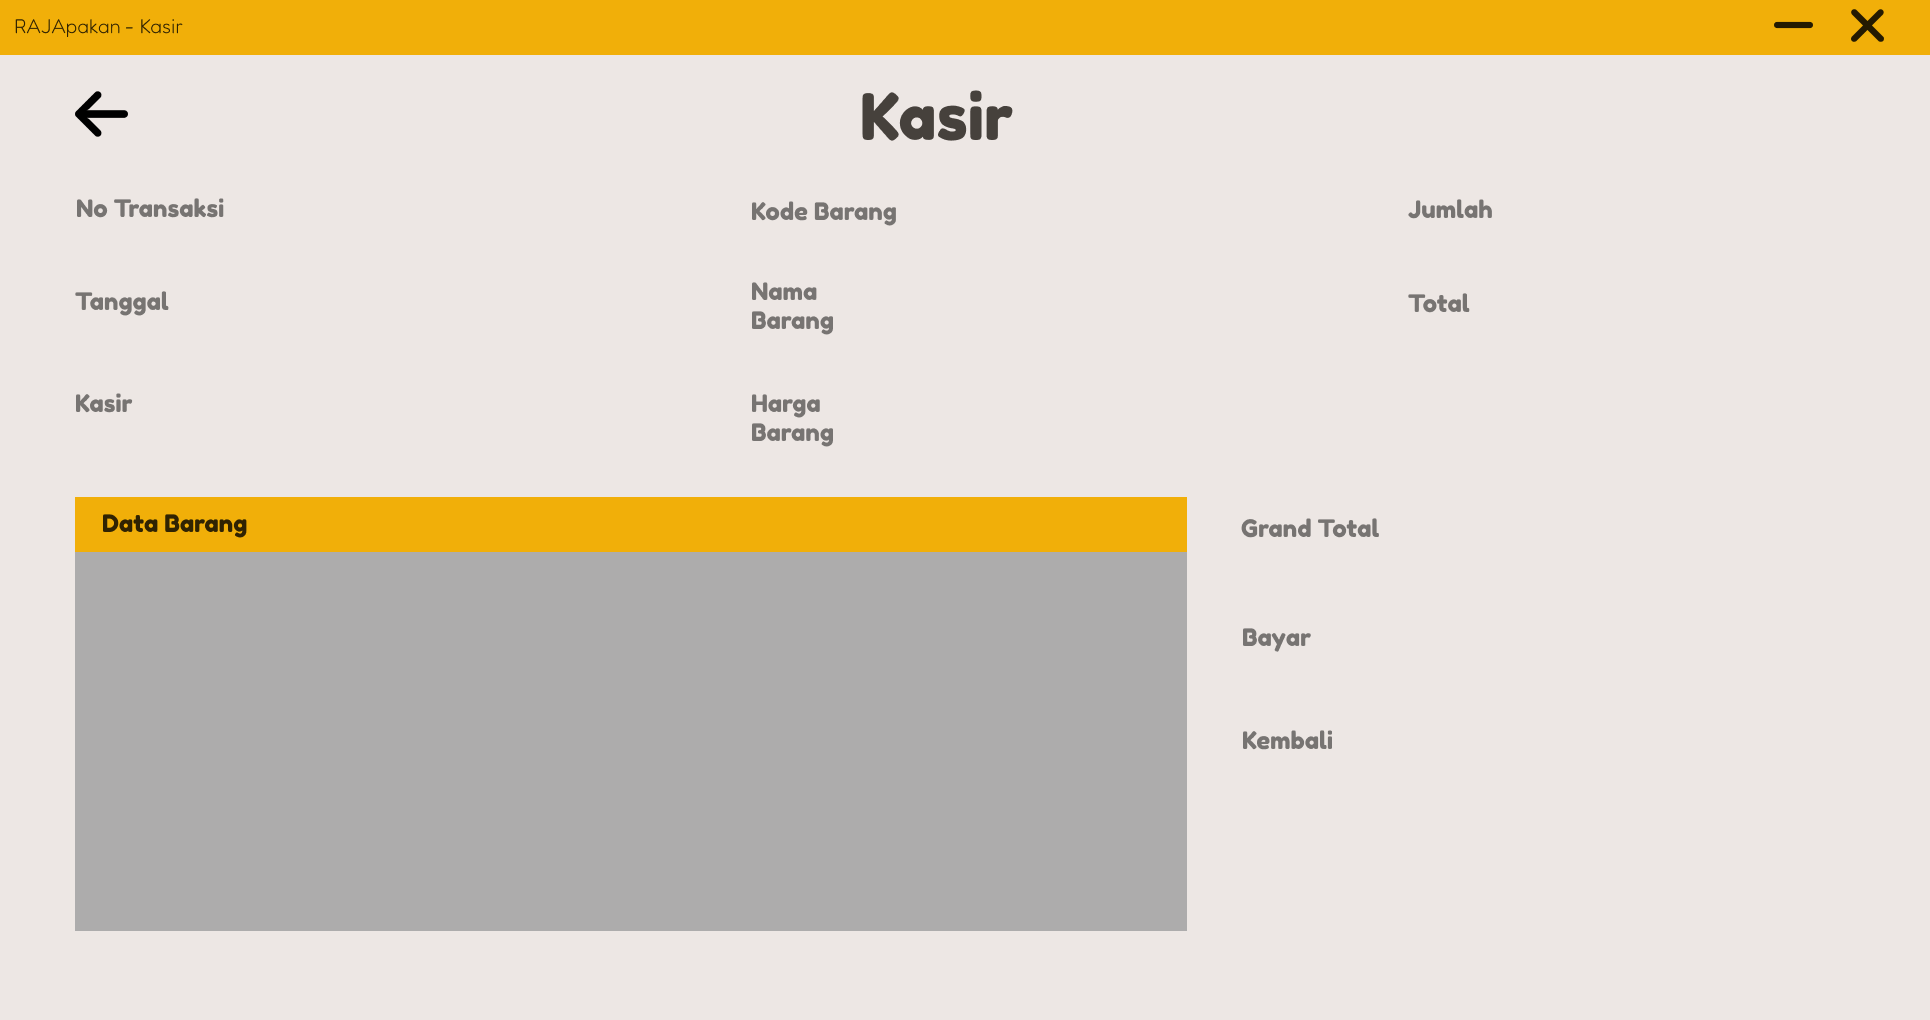 RAJApakan - Kasir
Kasir
No Transaksi
Kode Barang
Jumlah
Tanggal
Nama
Barang
Total
Kasir
Harga
Barang
Data Barang
Grand Total
Bayar
Kembali